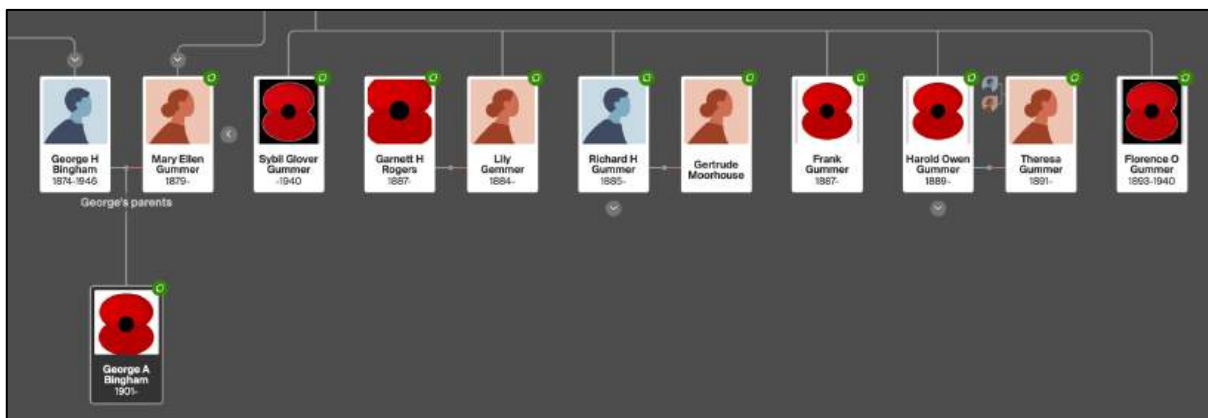 George H
Bingham
1874-1946
Mary Ellen
Gummer
1879-
Sybil Glover
Gummer
-1940
Garnett H
Rogers
1887-
Lily
Gemmer
1884-
Richard H
Gummer
1885-
Gertrude
Moorhouse
Frank
Gummer
1887-
Harold Owen
Gummer
1889-
Theresa
Gummer
1891-
Florence O
Gummer
1893-1940
George's parents
George A
Bingham
1901-